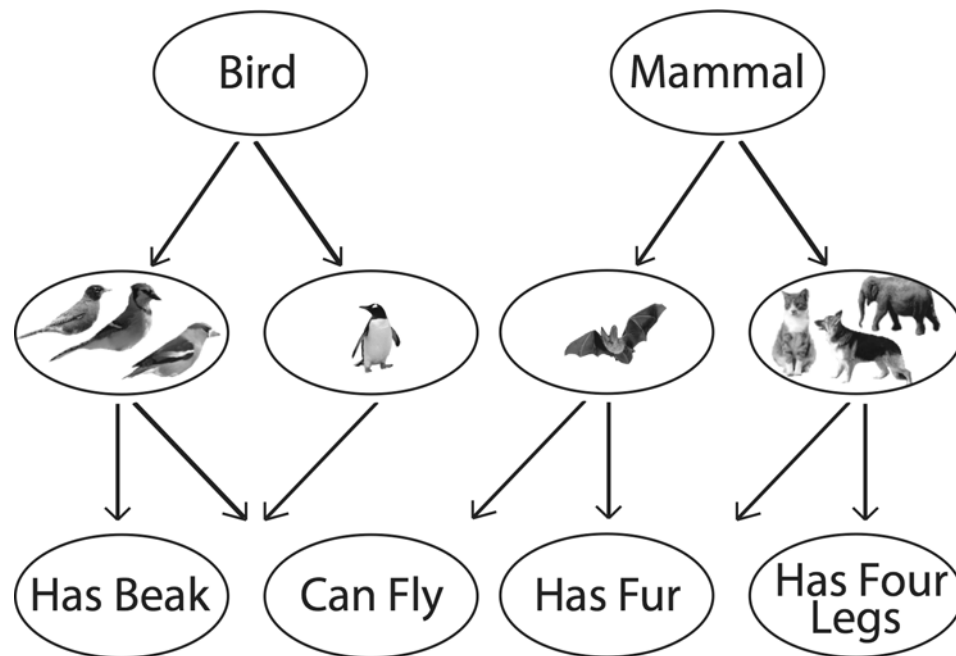 Bird
Mammal
Has Beak
Can Fly
Has Fur
Has Four
Legs